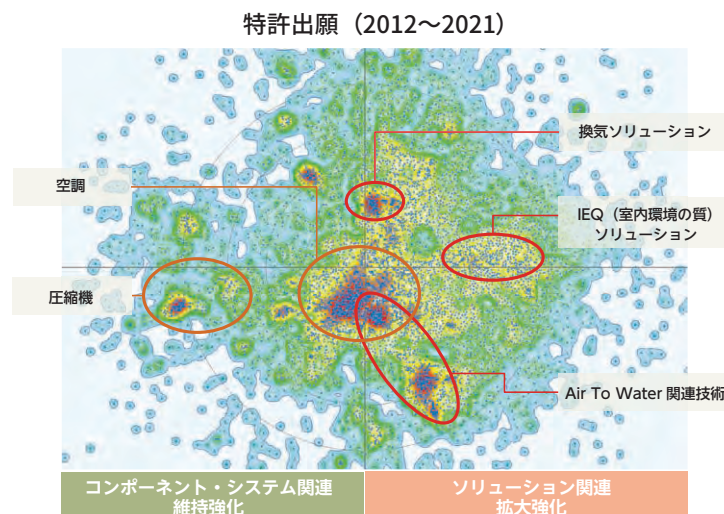 特許出願（2012〜2021）
換気ソリューション
空調
IEQ（室内環境の質）
ソリューション
圧縮機
Air To Water 関連技術
コンポーネント・システム関連
維持強化
ソリューション関連
拡大強化